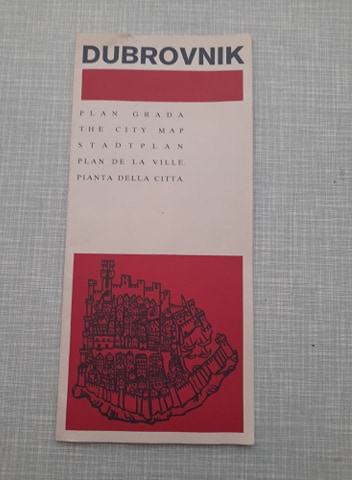 DUBROVNIK
PLAN GRADA
THE CITY MAP
STADTPLAN
PLAN DE LA VILLE
PIANTA DELLA CITTA